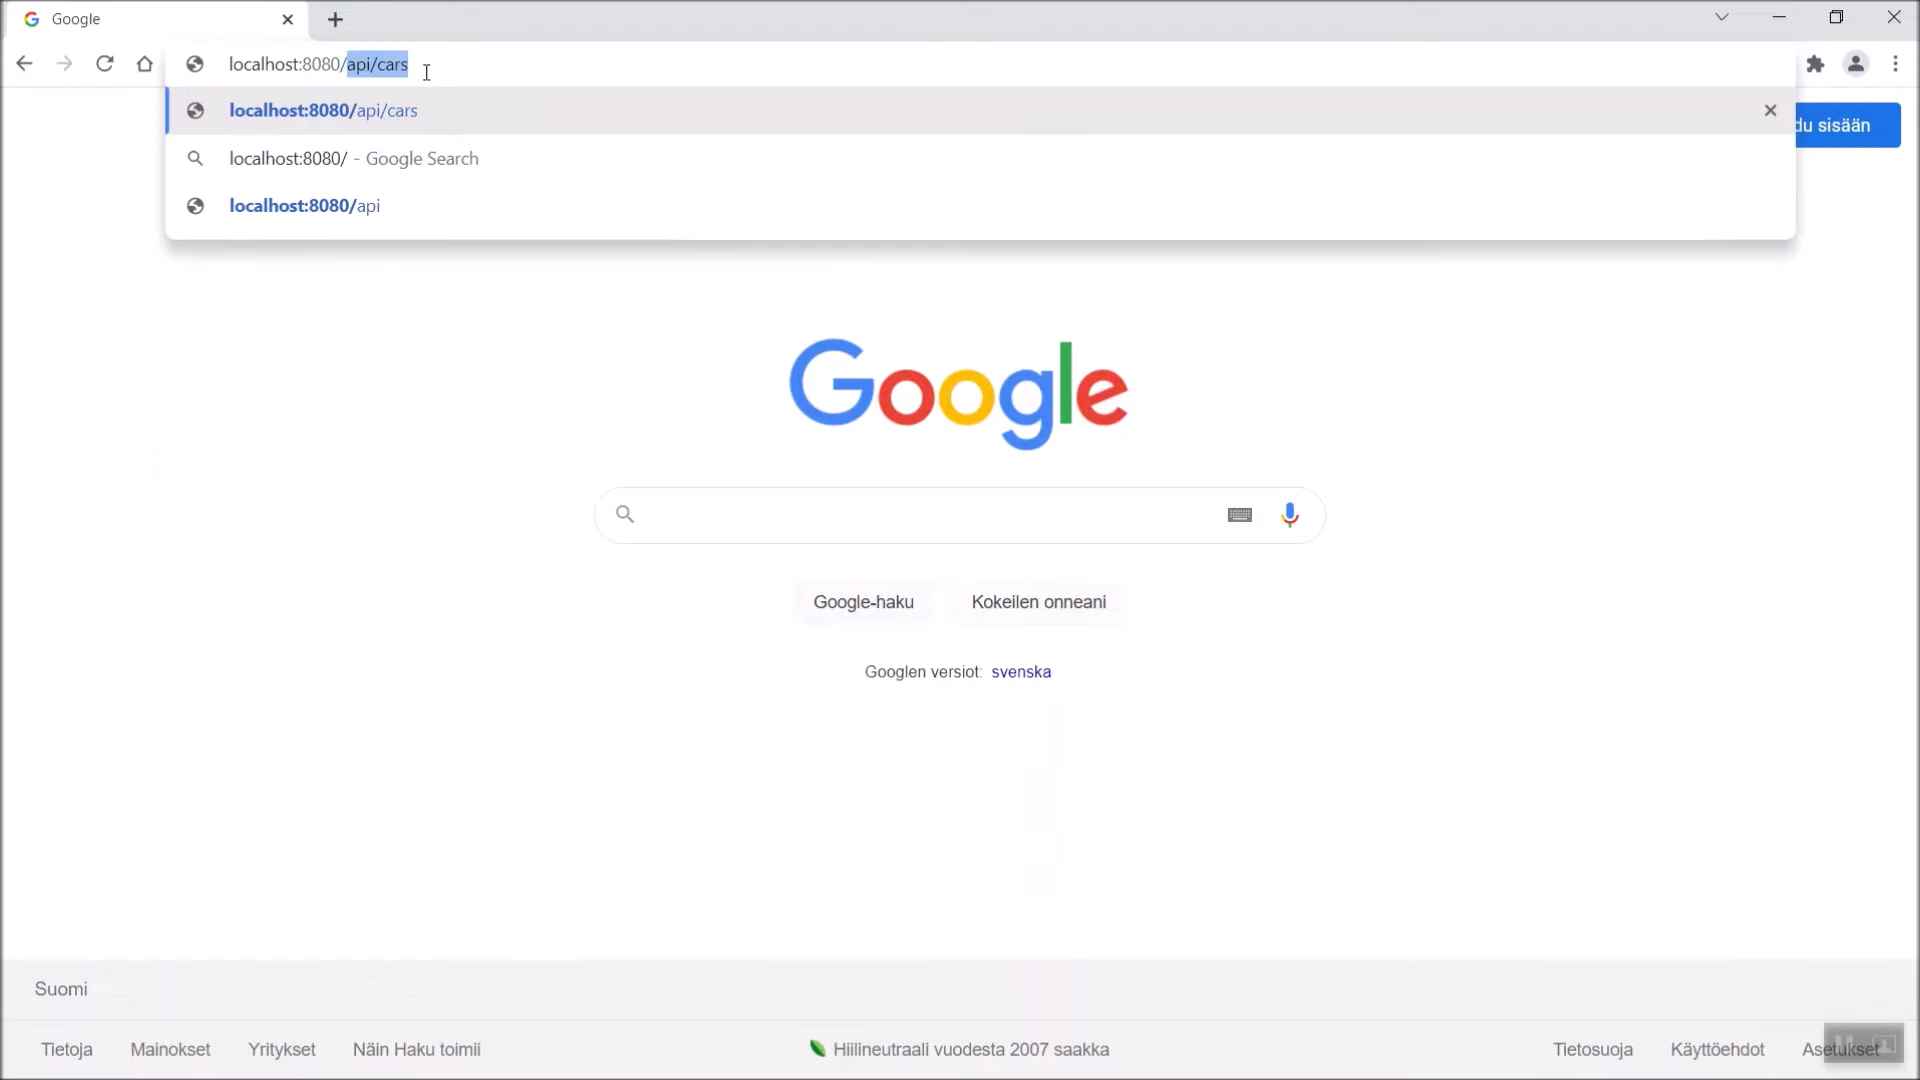 Google
localhost:8080/api/cars
localhost:8080/api/cars
du sisään
localhost:8080/ - Google Search
localhost:8080/api
Google
Google-haku Kokeilen onneani
Googlen versiot: svenska
Suomi
Tietoja Mainokset Yritykset Näin Haku toimii Hiilineutraali vuodesta 2007 saakka Tietosuoja Käyttöehdot Asetukset